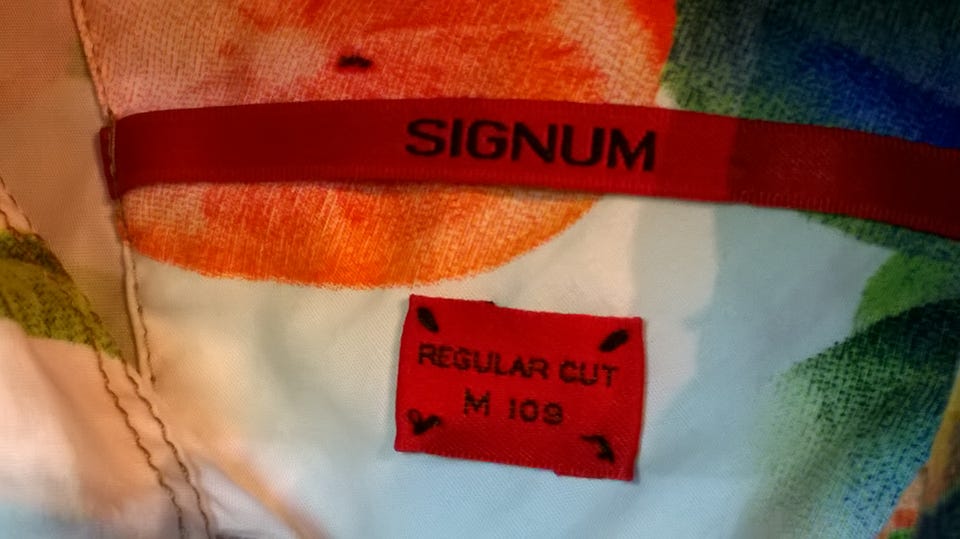 SIGNUM
REGULAR CUT
M 109